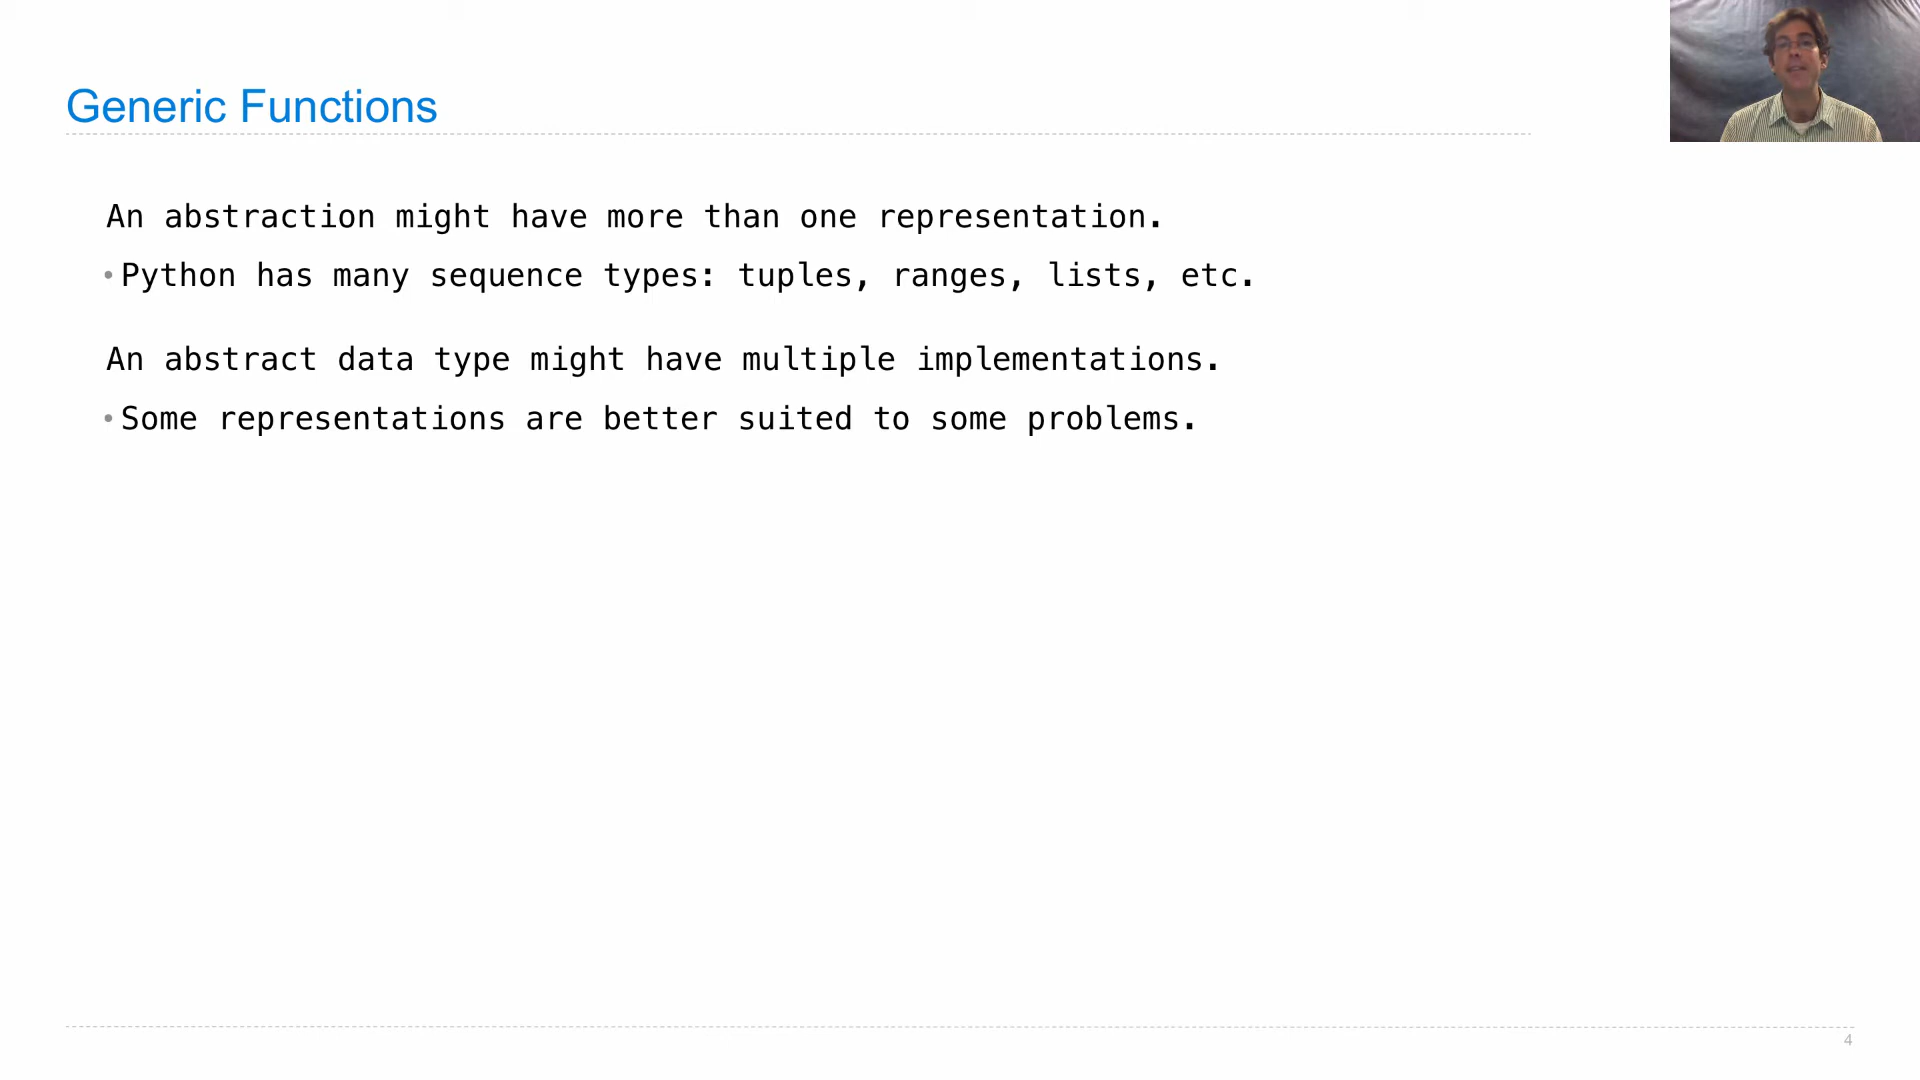 Generic Functions
An abstraction might have more than one representation.
•Python has many sequence types: tuples, ranges, lists, etc.
An abstract data type might have multiple implementations.
•Some representations are better suited to some problems.
4